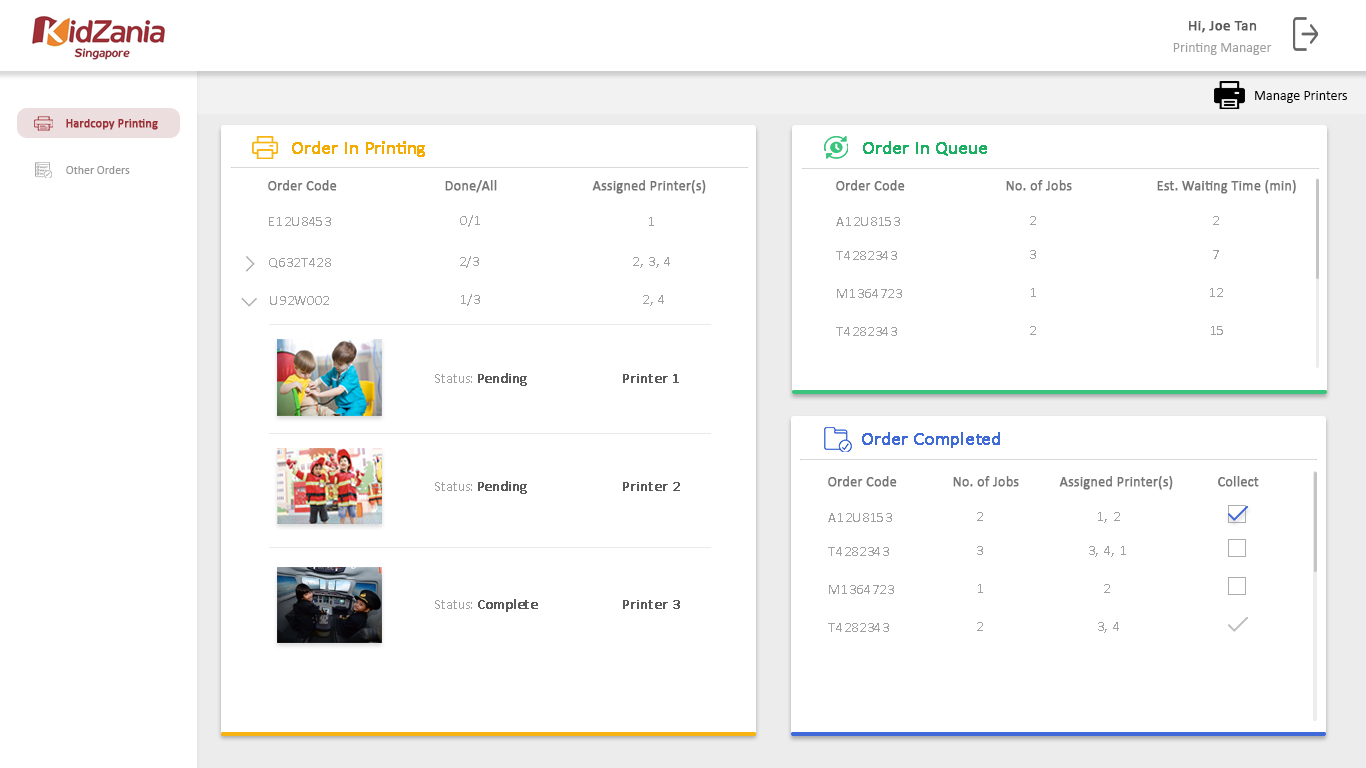 KidZania
Singapore
Hi, Joe Tan
Printing Manager
Manage Printers
Hardcopy Printing
Other Orders
Order In Printing
Order Code Done/All Assigned Printer(s)
E12U8453 0/1 1
Q632T428 2/3 2, 3, 4
U92W002 1/3 2, 4
Status: Pending Printer 1
Status: Pending Printer 2
Status: Complete Printer 3
Order In Queue
Order Code No. of Jobs Est. Waiting Time (min)
A12U8153 2 2
T4282343 3 7
M1364723 1 12
T4282343 2 15
Order Completed
Order Code No. of Jobs Assigned Printer(s) Collect
A12U8153 2 1, 2
T4282343 3 3, 4, 1
M1364723 1 2
T4282343 2 3, 4